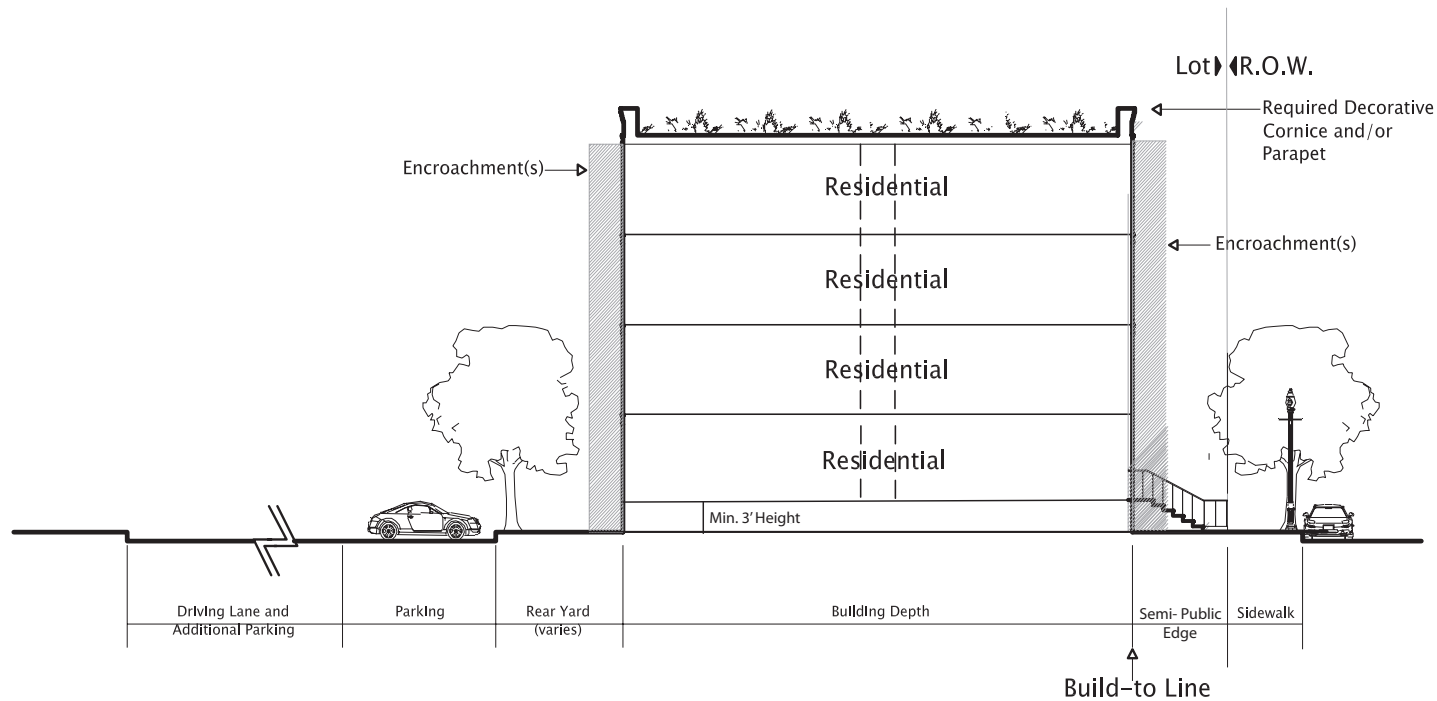 Lot R.O.W.
Required Decorative
Cornice and/or
Parapet
Encroachment(s)
Residential
Encroachment(s)
Residential
Residential
Residential
Min. 3' Height
Driving Lane and
Additional Parking
Parking
Rear Yard
(varies)
Building Depth
Semi- Public
Edge
Sidewalk
Build-to Line